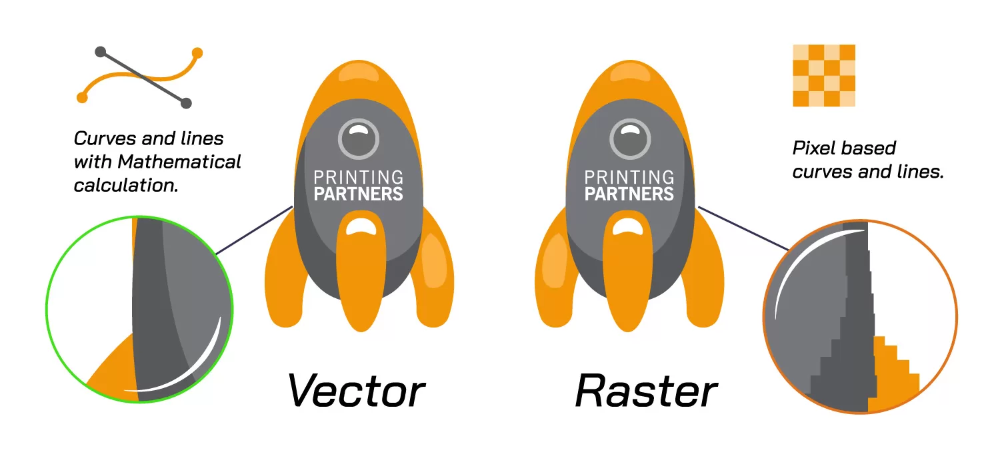 Curves and lines
with Mathematical
calculation.
PRINTING
PARTNERS
Vector
PRINTING
PARTNERS
Pixel based
curves and lines.
Raster